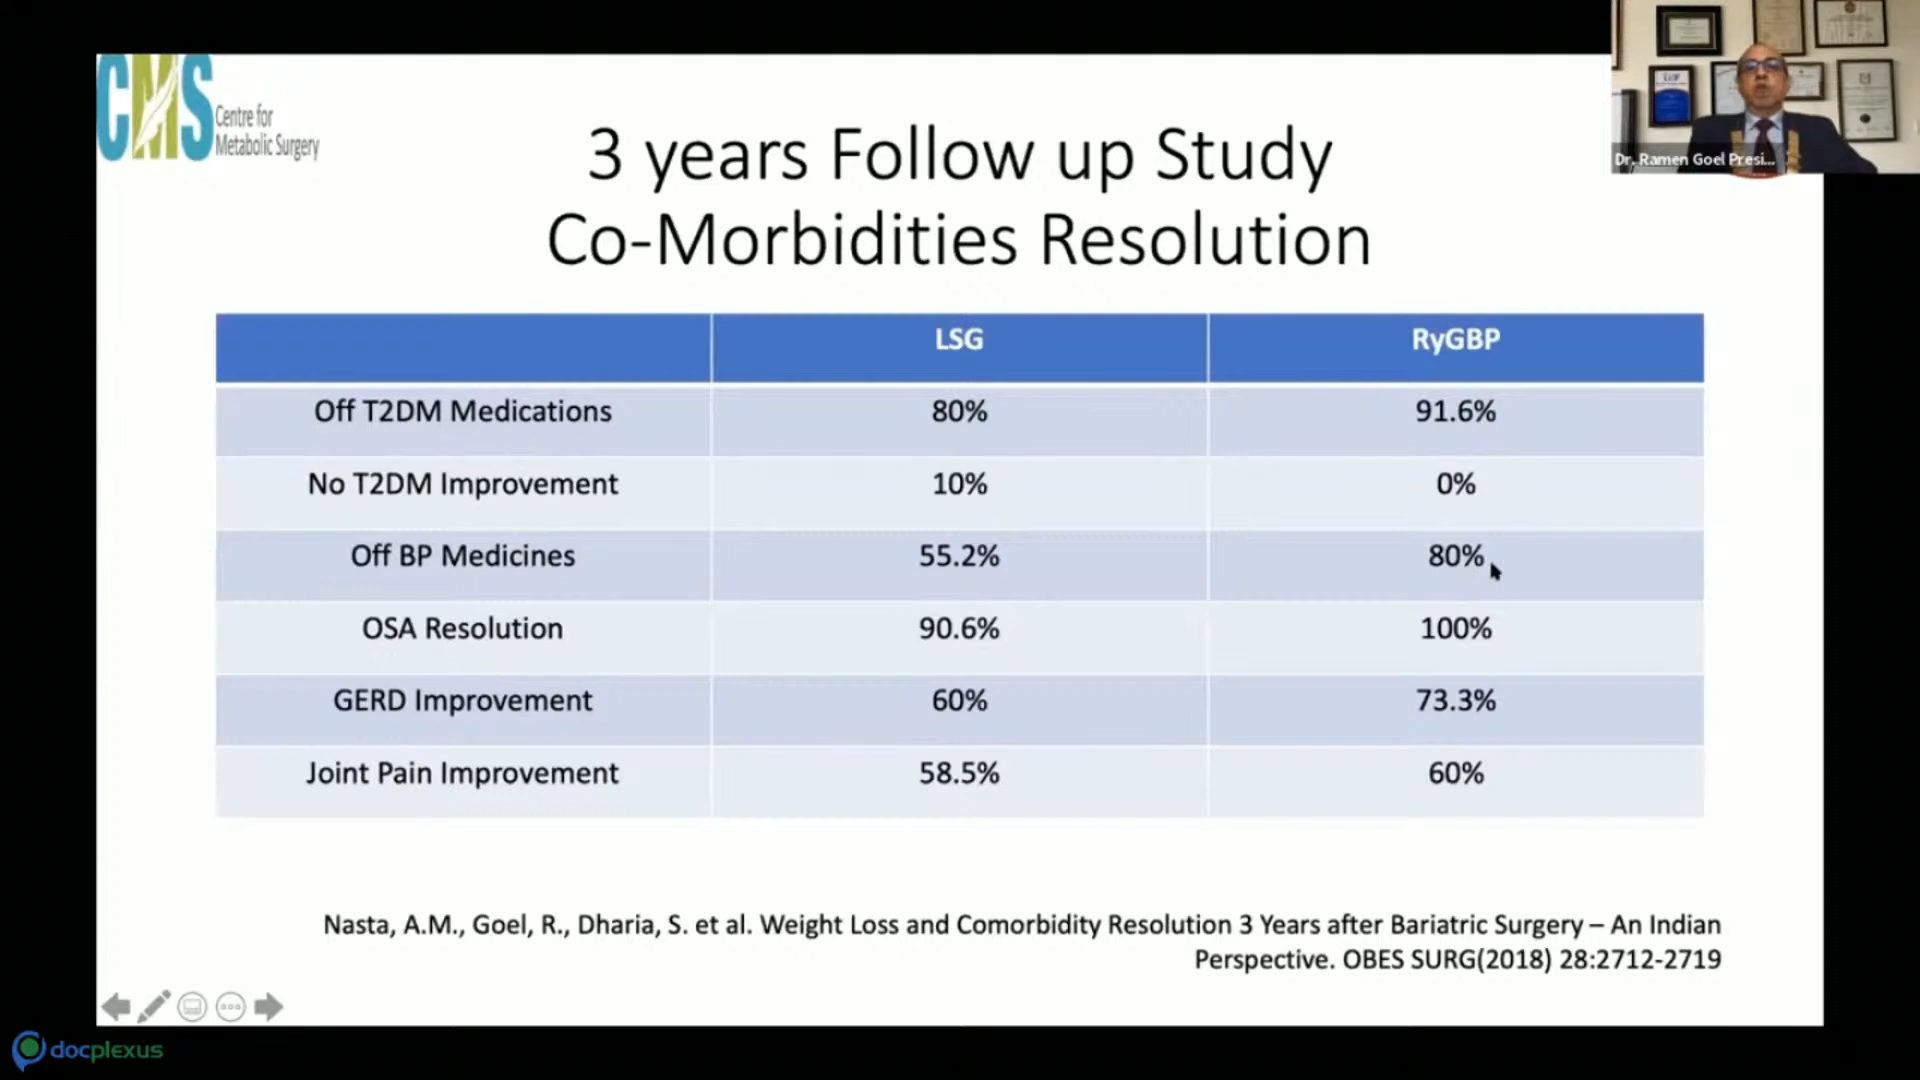 CMS
Centre for
Metabolic Surgery
3 years Follow up Study
Co-Morbidities Resolution
Dr. Ramen Goel Presi...
LSG RyGBP
Off T2DM Medications 80% 91.6%
No T2DM Improvement 10% 0%
Off BP Medicines 55.2% 80%
OSA Resolution 90.6% 100%
GERD Improvement 60% 73.3%
Joint Pain Improvement 58.5% 60%
Nasta, A.M., Goel, R., Dharia, S. et al. Weight Loss and Comorbidity Resolution 3 Years after Bariatric Surgery – An Indian
Perspective. OBES SURG(2018) 28:2712-2719
docplexus